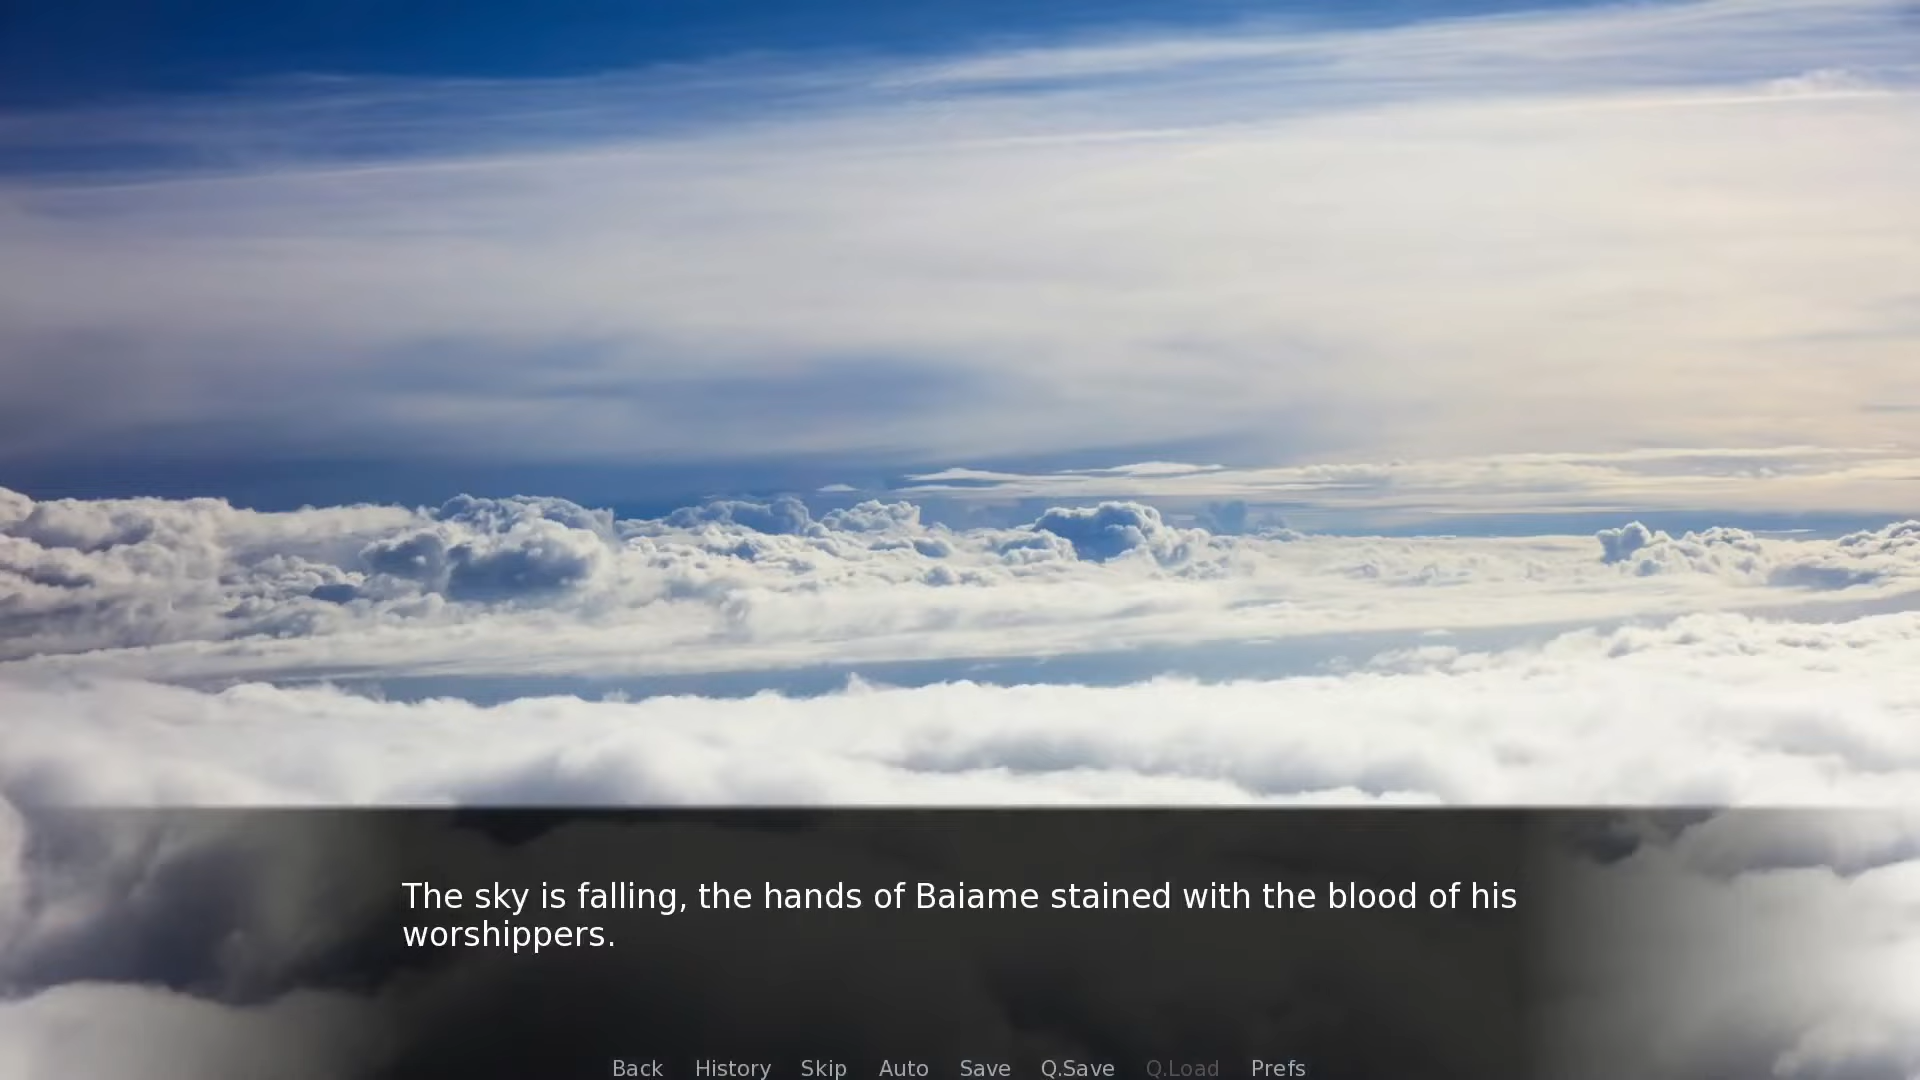 The sky is falling, the hands of Baiame stained with the blood of his
worshippers.
Back History Skip Auto Save Q.Save Q.Load Prefs